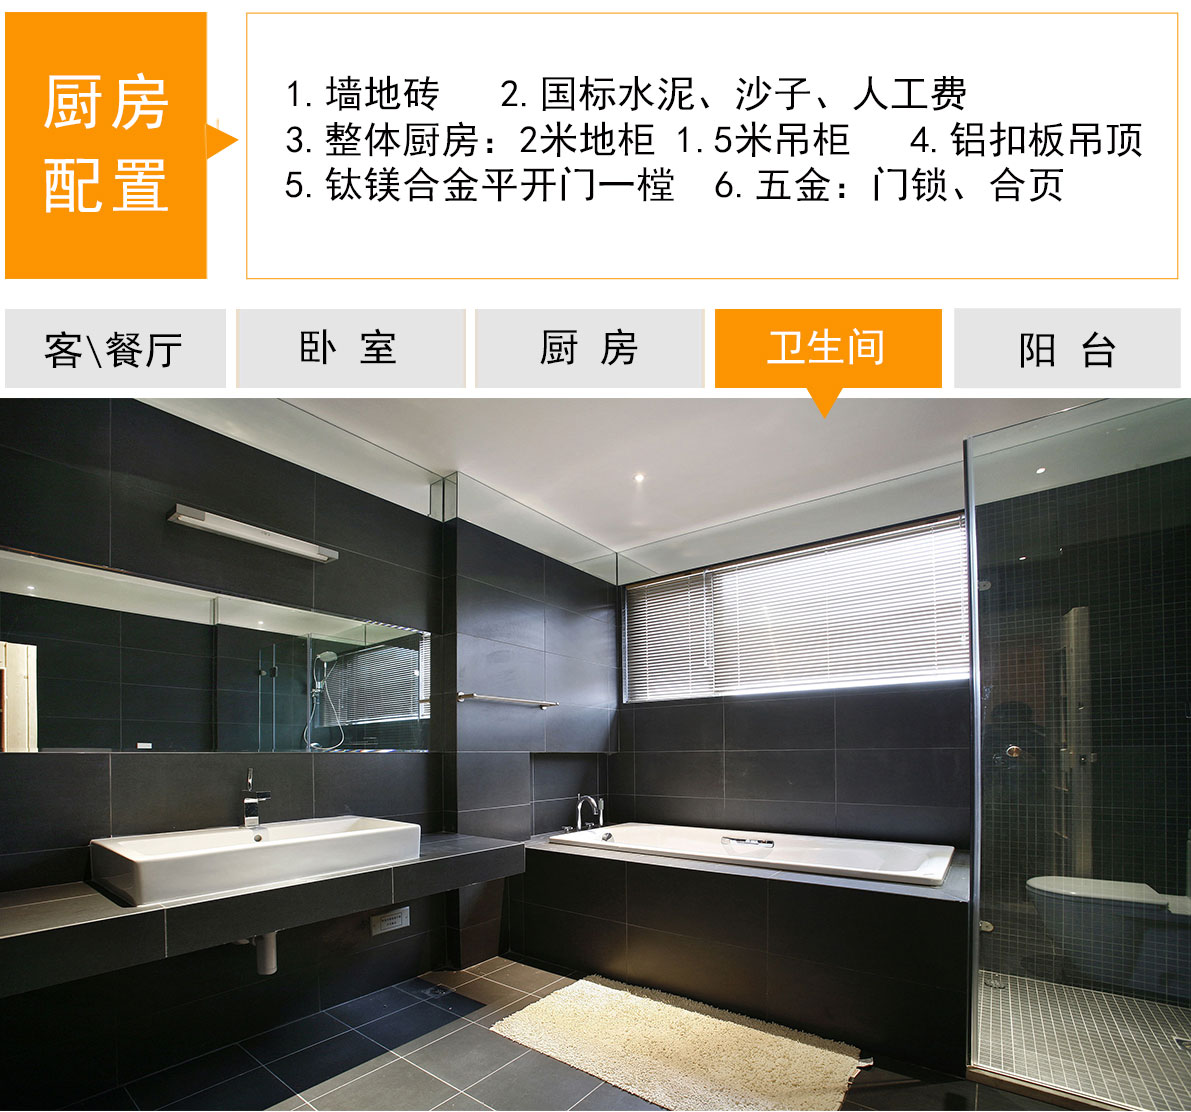 厨房
配置
1.墙地砖 2.国标水泥、沙子、人工费
3.整体厨房：2米地柜 1.5米吊柜 4.铝扣板吊顶
5.钛镁合金平开门一樘 6.五金：门锁、合页
客\餐厅 卧室 厨房 卫生间 阳台